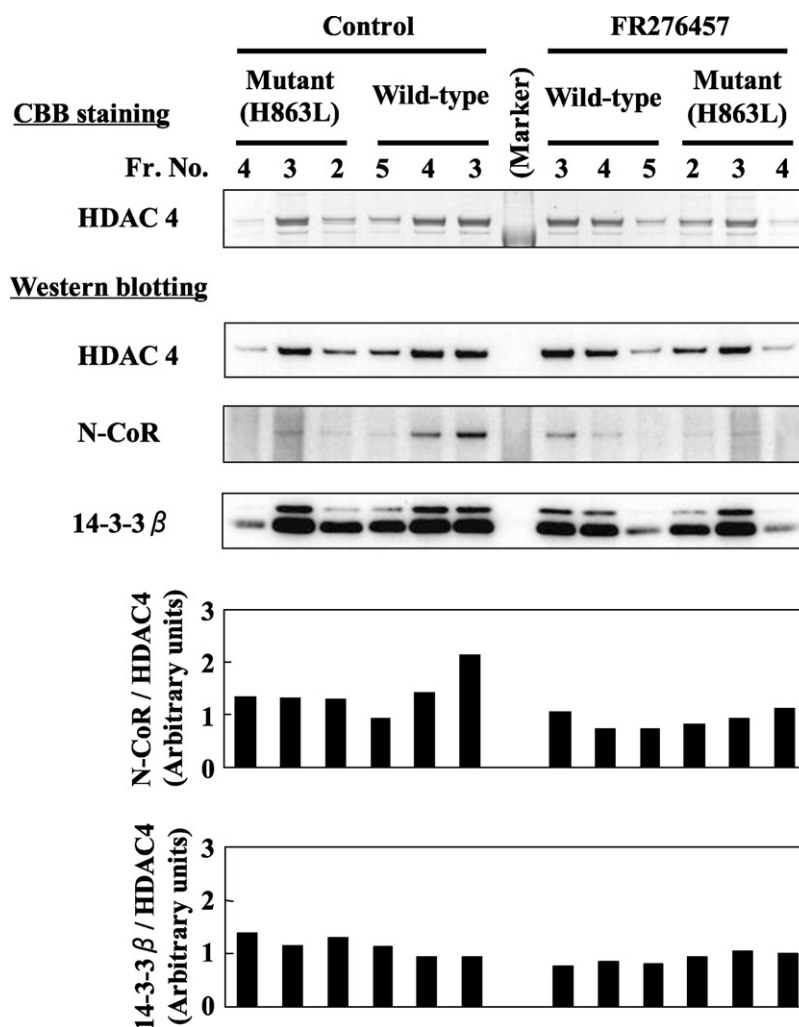 Control FR276457
Mutant (H863L) Wild-type (Marker) Wild-type Mutant (H863L)
CBB staining
Fr. No. 4 3 2 5 4 3 3 4 5 2 3 4
HDAC 4
Western blotting
HDAC 4
N-CoR
14-3-3 β
N-CoR / HDAC4
(Arbitrary units)
3
2
1
0
14-3-3 β / HDAC4
(Arbitrary units)
3
2
1
0